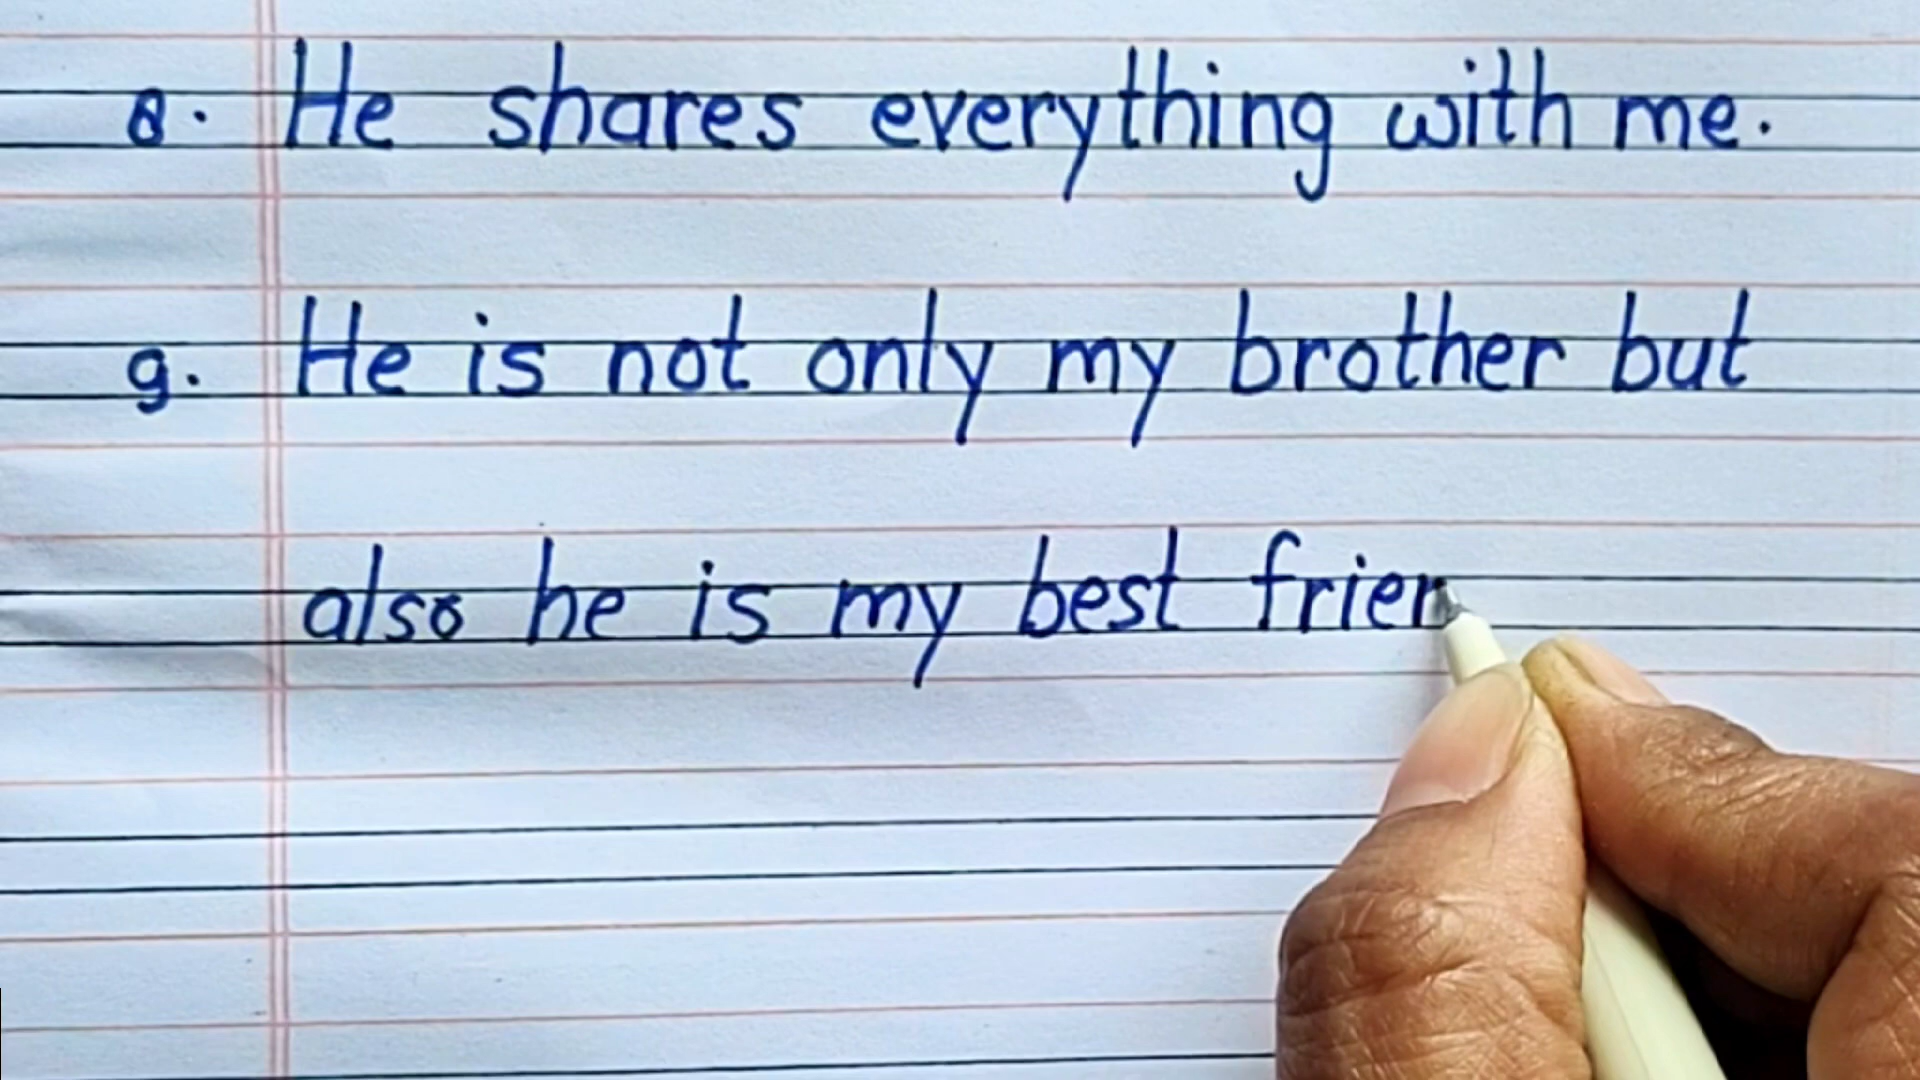 8. He shares everything with me.
9. He is not only my brother but
also he is my best frien